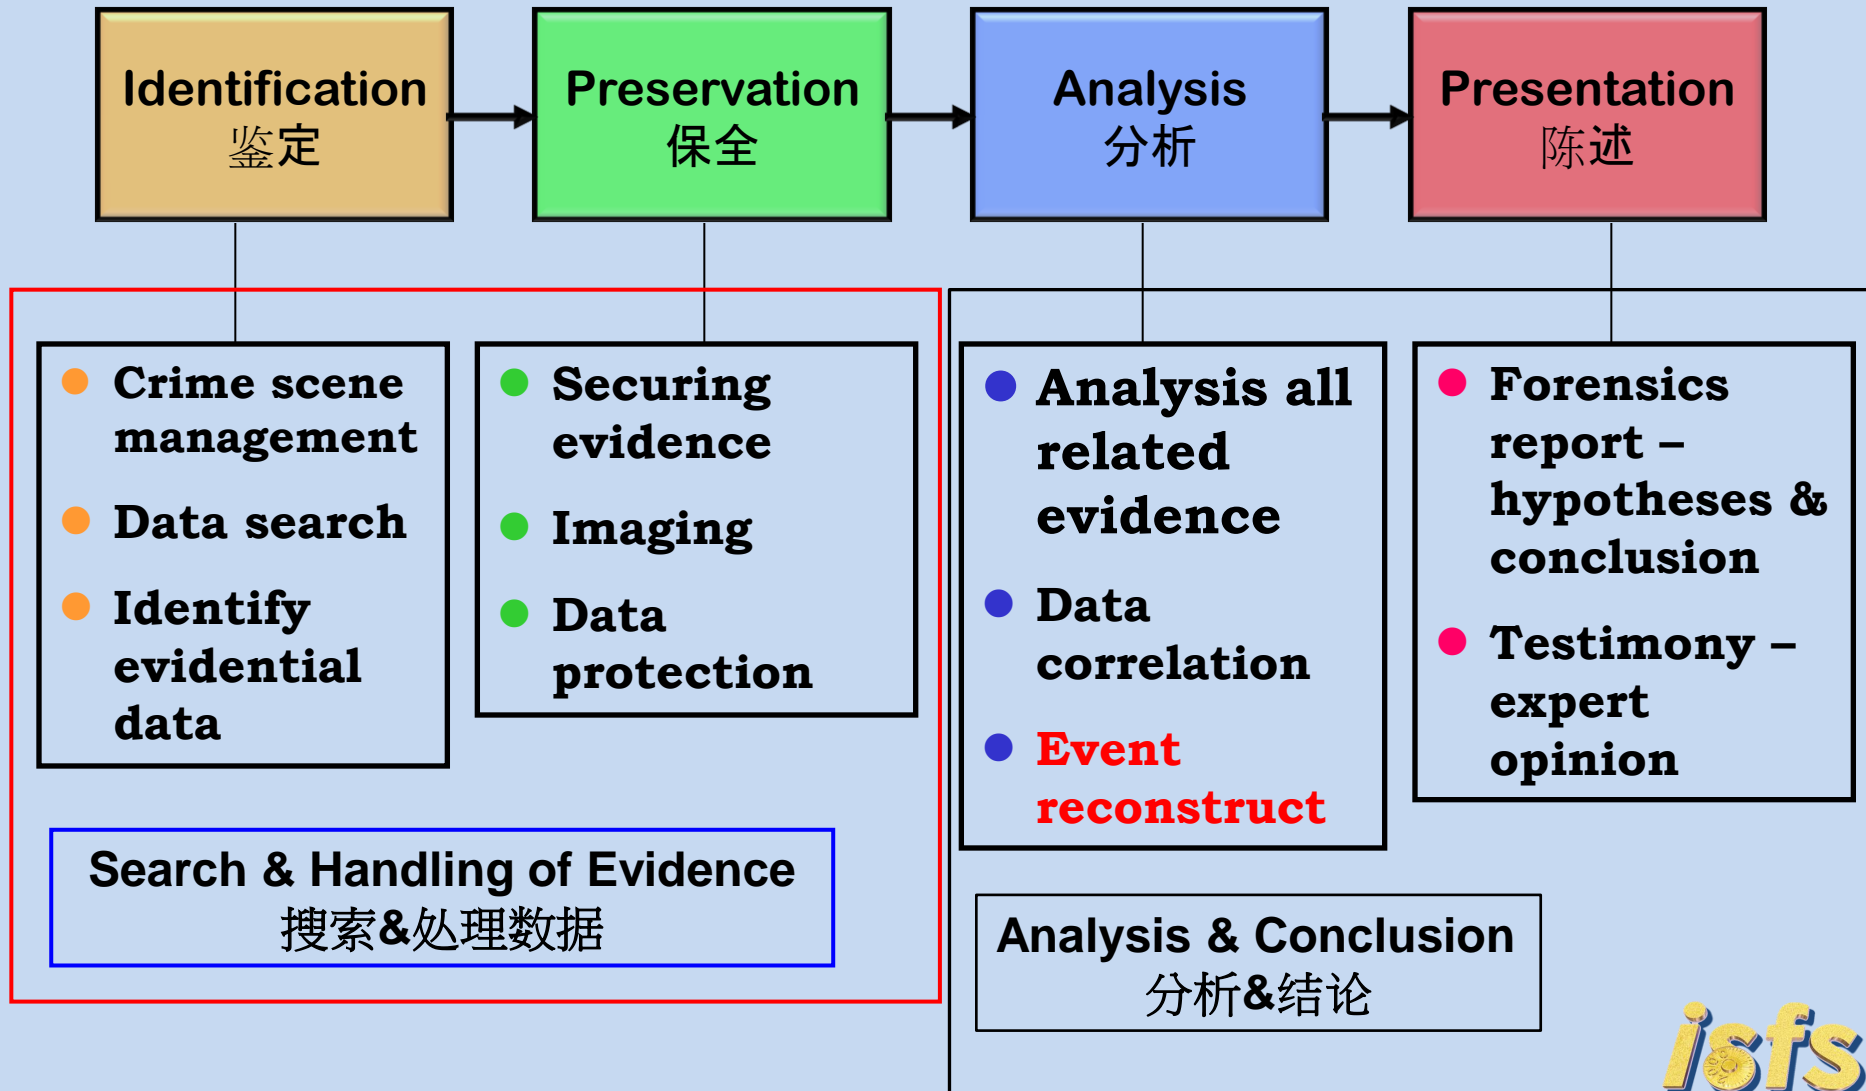 Identification
鉴定
Preservation
保全
Analysis
分析
Presentation
陈述
● Crime scene
management
● Data search
● Identify
evidential
data
● Securing
evidence
● Imaging
● Data
protection
● Analysis all
related
evidence
● Data
correlation
● Event
reconstruct
● Forensics
report –
hypotheses &
conclusion
● Testimony –
expert
opinion
Search & Handling of Evidence
搜索&处理数据
Analysis & Conclusion
分析&结论
isfs